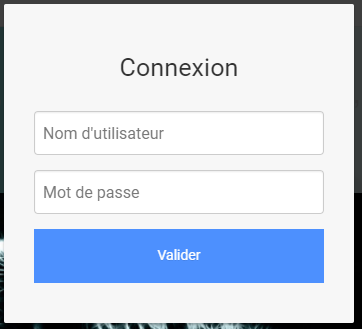 Connexion
Nom d'utilisateur
Mot de passe
Valider